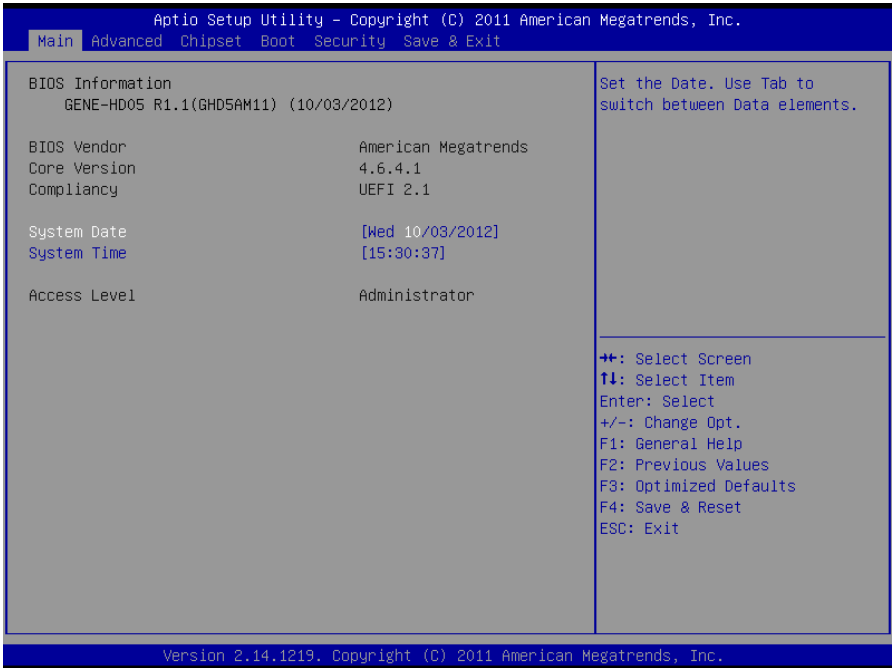 Aptio Setup Utility – Copyright (C) 2011 American Megatrends, Inc.
Main Advanced Chipset Boot Security Save & Exit
BIOS Information
GENE-HD05 R1.1(GHD5AM11) (10/03/2012)
BIOS Vendor American Megatrends
Core Version 4.6.4.1
Compliancy UEFI 2.1
System Date [Wed 10/03/2012]
System Time [15:30:37]
Access Level Administrator
Set the Date. Use Tab to
switch between Data elements.
→←: Select Screen
↑↓: Select Item
Enter: Select
+/-: Change Opt.
F1: General Help
F2: Previous Values
F3: Optimized Defaults
F4: Save & Reset
ESC: Exit
Version 2.14.1219. Copyright (C) 2011 American Megatrends, Inc.